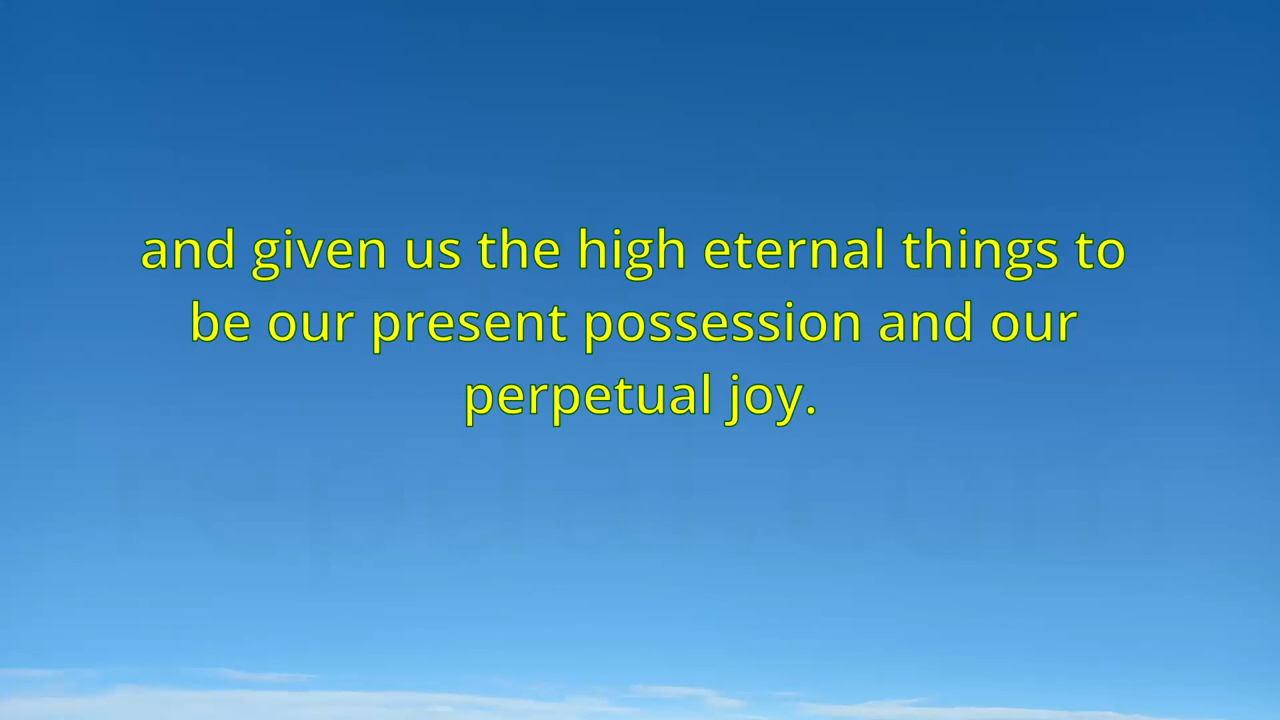 and given us the high eternal things to
be our present possession and our
perpetual joy.